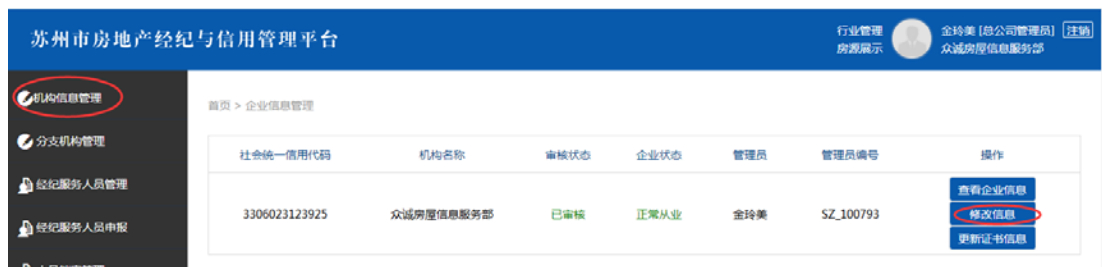 苏州市房地产经纪与信用管理平台
行业管理
房源展示
金玲美 [总公司管理员] 注销
众诚房屋信息服务部
机构信息管理
分支机构管理
经纪服务人员管理
经纪服务人员申报
首页 > 企业信息管理
社会统一信用代码 机构名称 审核状态 企业状态 管理员 管理员编号 操作
3306023123925 众诚房屋信息服务部 已审核 正常从业 金玲美 SZ_100793
查看企业信息
修改信息
更新证书信息